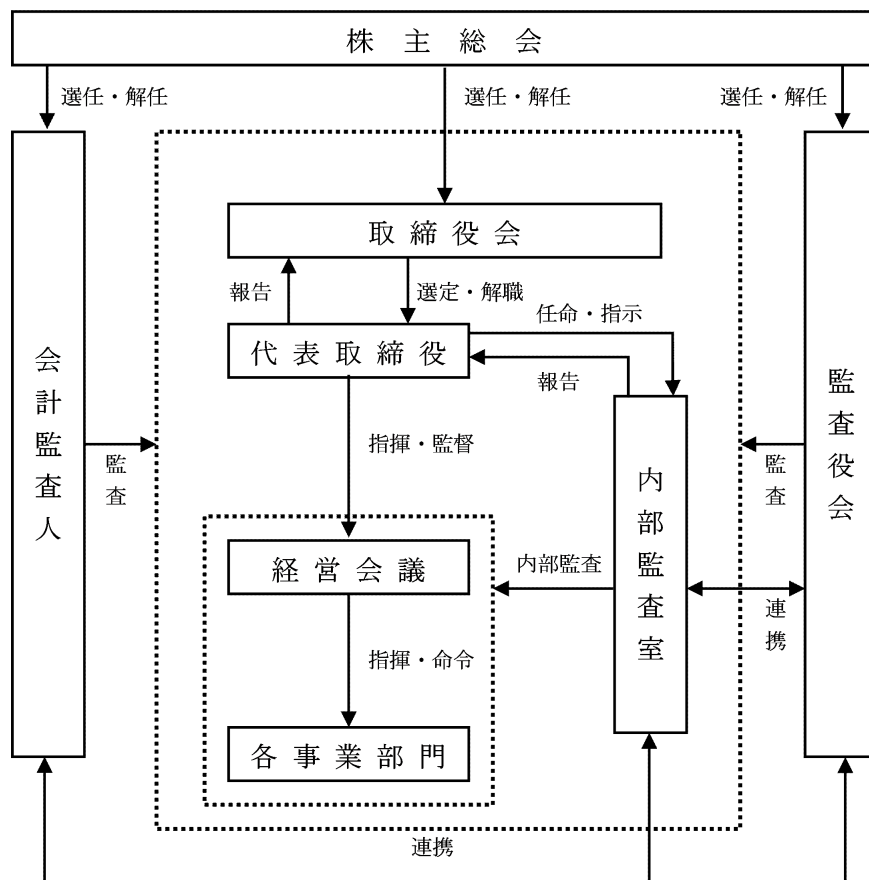 株主総会
選任・解任
選任・解任
選任・解任
取締役会
報告
選定・解職
任命・指示
代表取締役
報告
会計監査人
監査役会
指揮・監督
監査
監査
内部監査室
経営会議
内部監査
連携
指揮・命令
各事業部門
連携